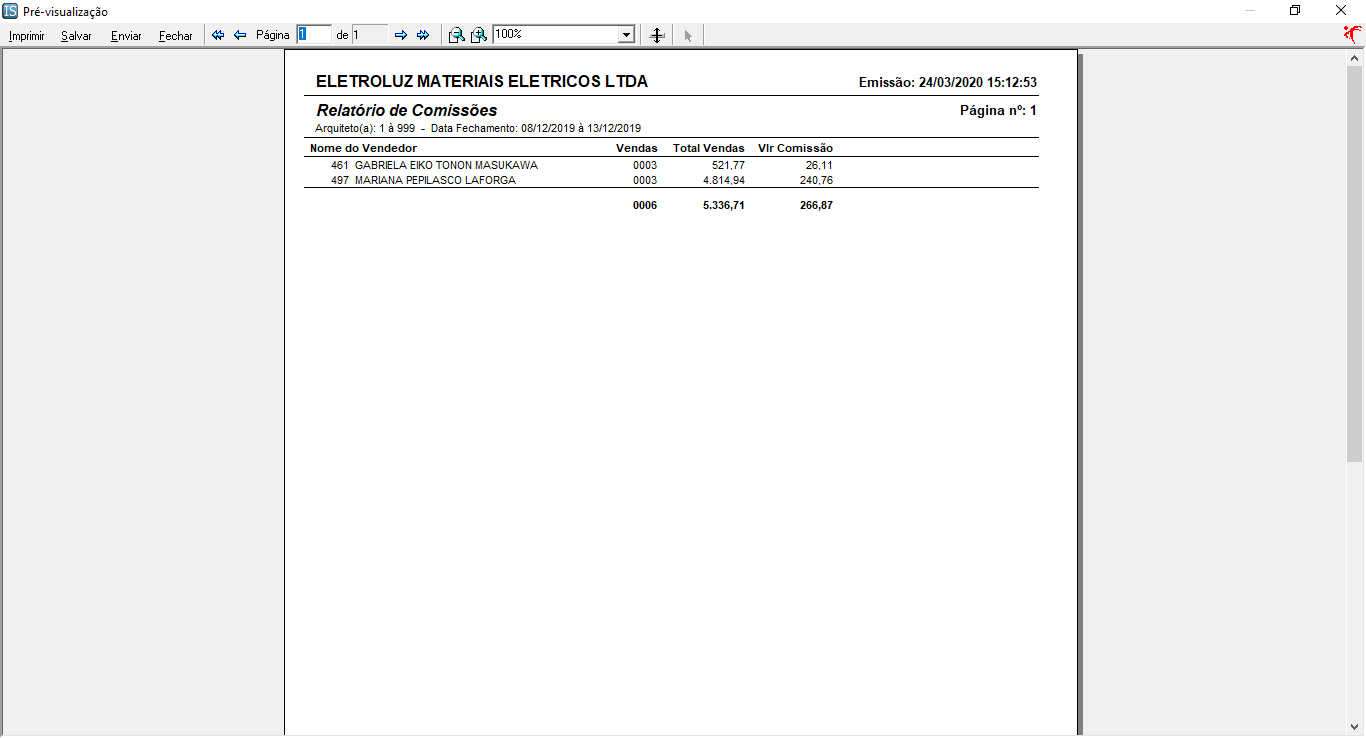 Pré-visualização
Imprimir Salvar Enviar Fechar Página 1 de 1 100%
ELETROLUZ MATERIAIS ELETRICOS LTDA Emissão: 24/03/2020 15:12:53
Relatório de Comissões Página nº: 1
Arquiteto(a): 1 à 999 - Data Fechamento: 08/12/2019 à 13/12/2019
Nome do Vendedor Vendas Total Vendas Vlr Comissão
461 GABRIELA EIKO TONON MASUKAWA 0003 521,77 26,11
497 MARIANA PEPILASCO LAFORGA 0003 4.814,94 240,76
0006 5.336,71 266,87